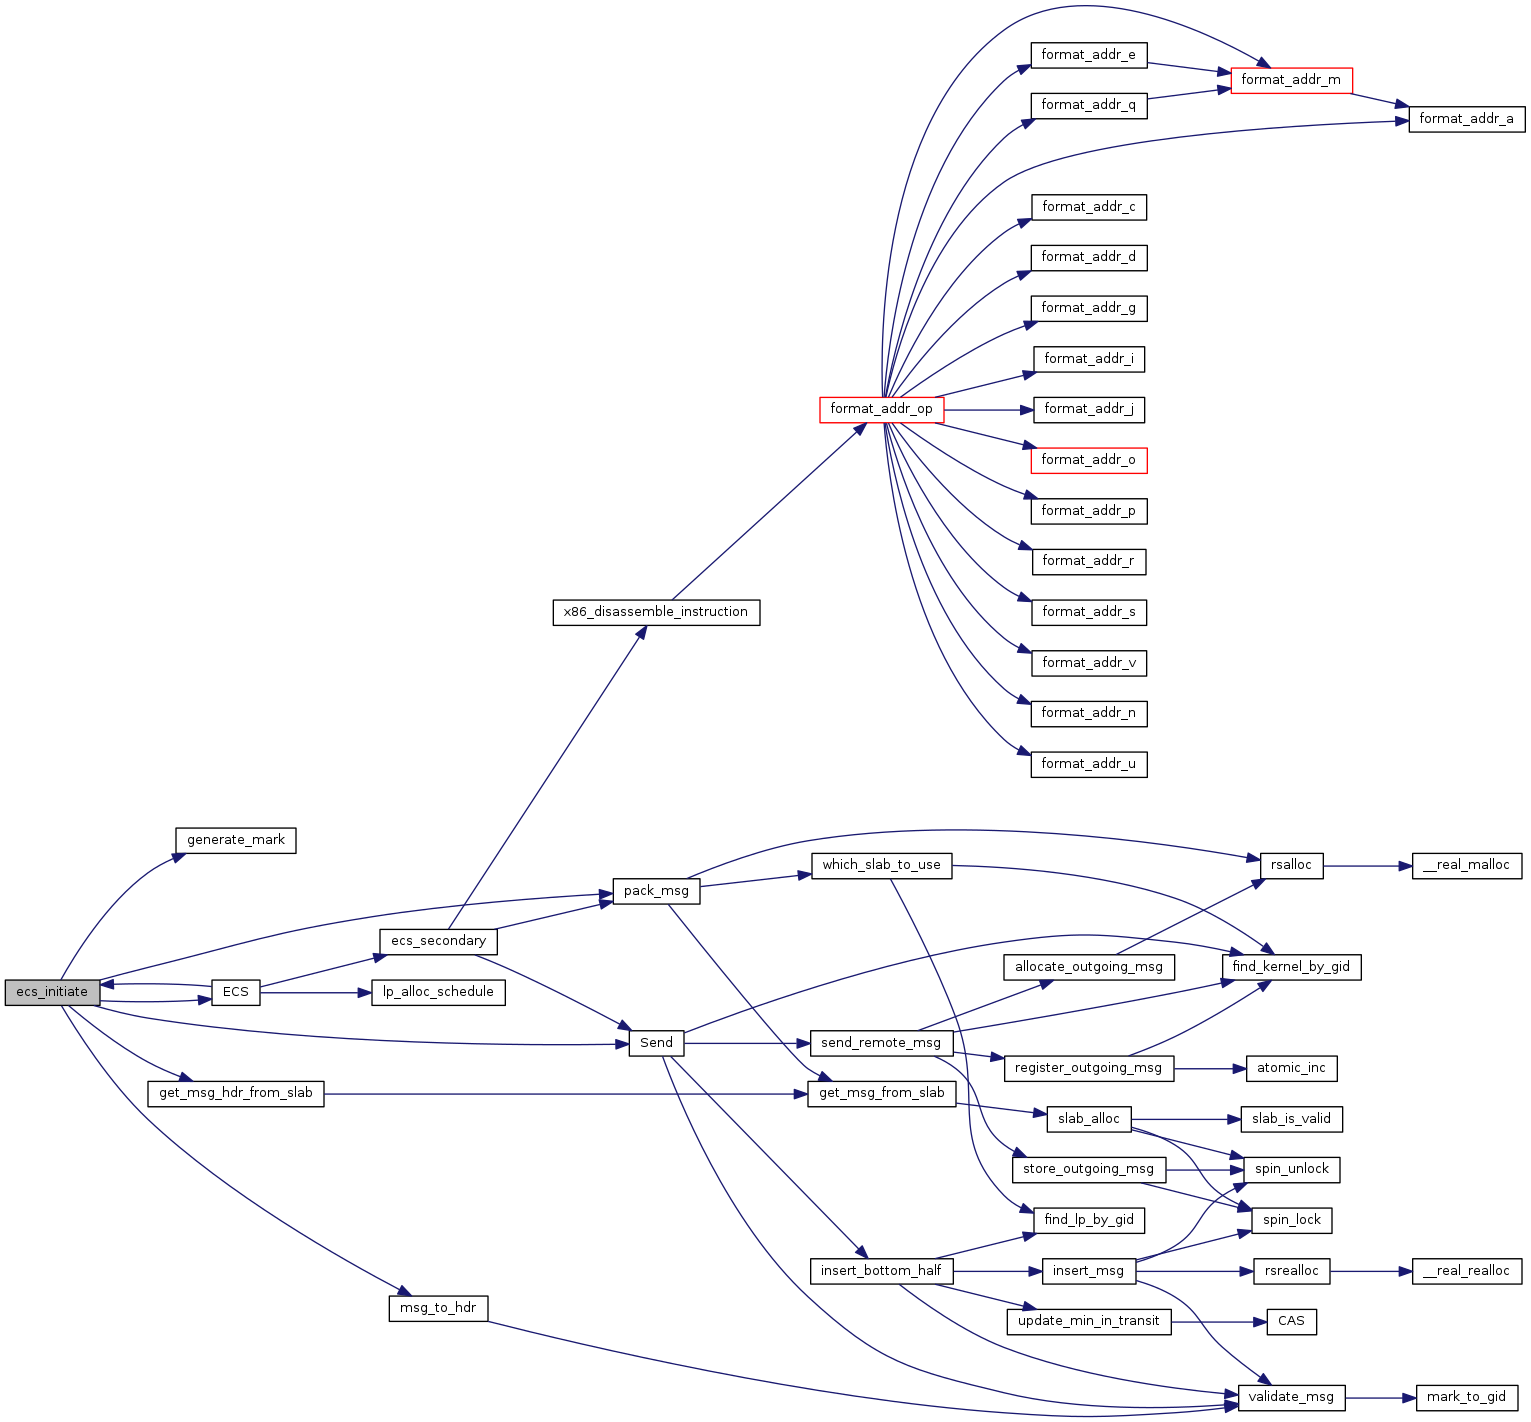 format_addr_e
format_addr_m
format_addr_q
format_addr_a
format_addr_c
format_addr_d
format_addr_g
format_addr_i
format_addr_op
format_addr_j
format_addr_o
format_addr_p
format_addr_r
x86_disassemble_instruction
format_addr_s
format_addr_v
format_addr_n
format_addr_u
generate_mark
which_slab_to_use
rsalloc
__real_malloc
pack_msg
ecs_secondary
allocate_outgoing_msg
find_kernel_by_gid
ecs_initiate
ECS
lp_alloc_schedule
Send
send_remote_msg
register_outgoing_msg
atomic_inc
get_msg_hdr_from_slab
get_msg_from_slab
slab_alloc
slab_is_valid
store_outgoing_msg
spin_unlock
find_lp_by_gid
spin_lock
insert_bottom_half
insert_msg
rsrealloc
__real_realloc
msg_to_hdr
update_min_in_transit
CAS
validate_msg
mark_to_gid